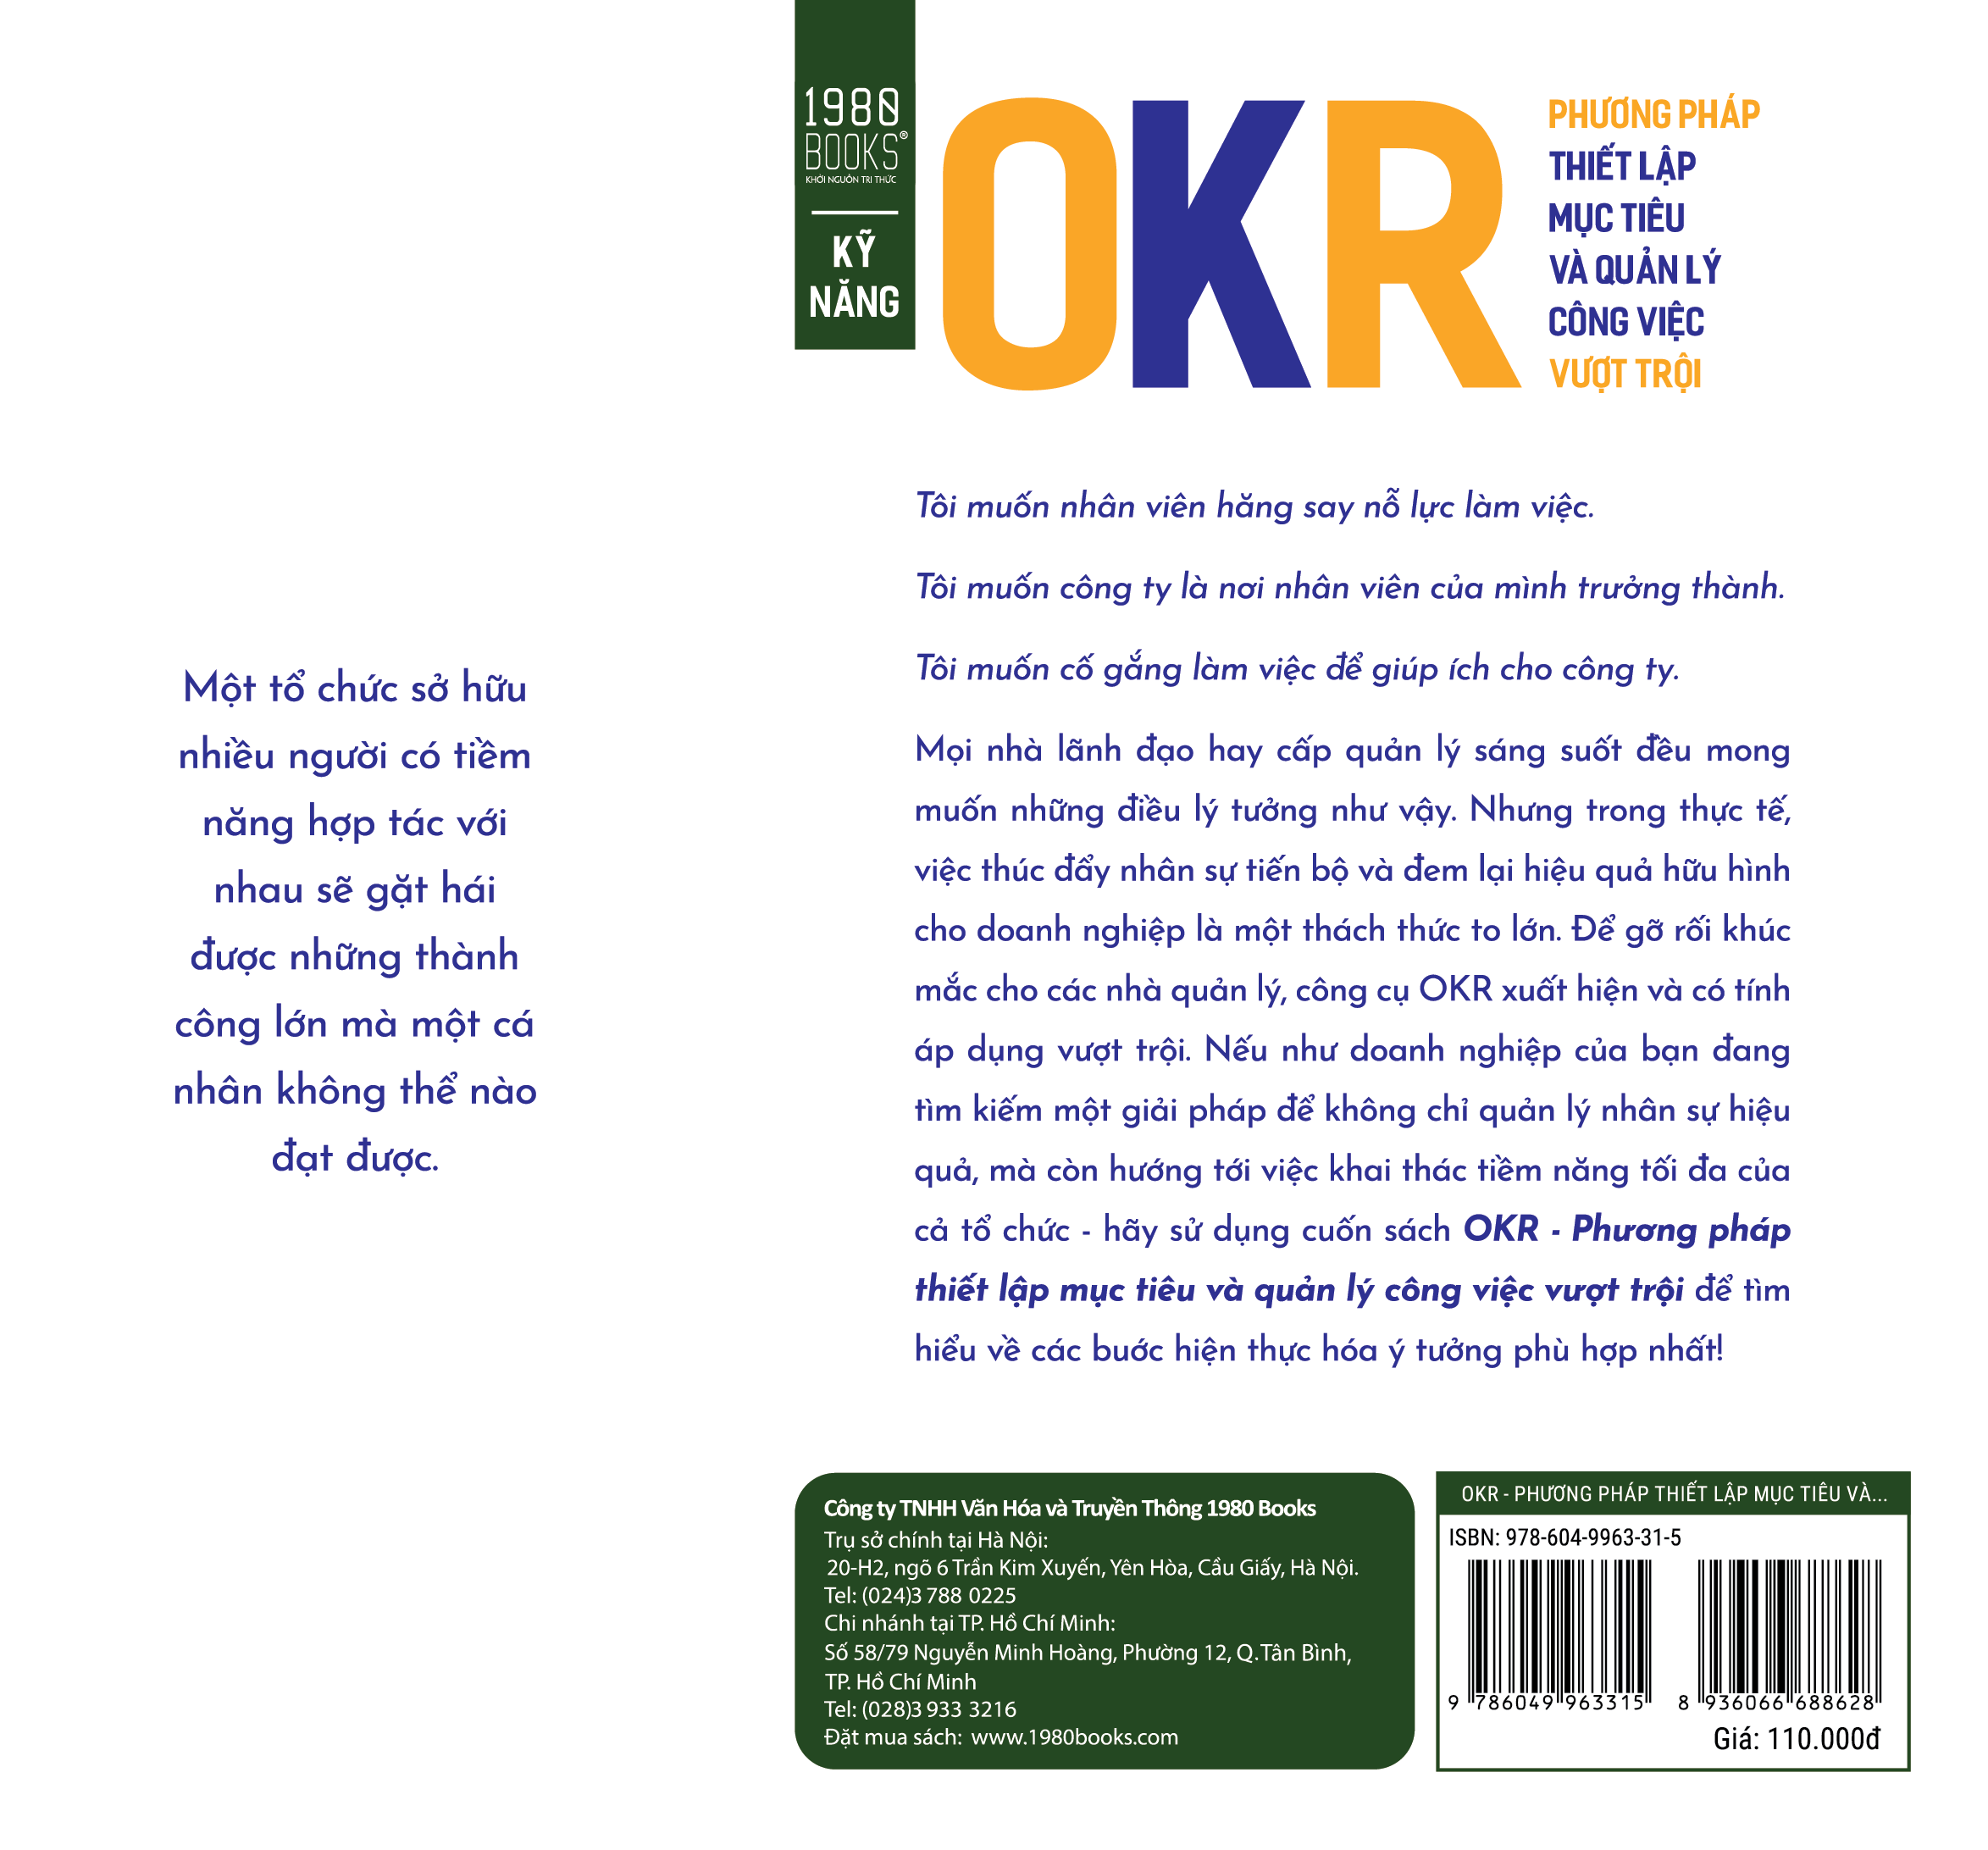 Một tổ chức sở hữu
nhiều người có tiềm
năng hợp tác với
nhau sẽ gặt hái
được những thành
công lớn mà một cá
nhân không thể nào
đạt được.
1980
BOOKS®
KHƠI NGUỒN TRI THỨC
KỸ
NĂNG
OKR
PHƯƠNG PHÁP
THIẾT LẬP
MỤC TIÊU
VÀ QUẢN LÝ
CÔNG VIỆC
VƯỢT TRỘI
Tôi muốn nhân viên hăng say nỗ lực làm việc.
Tôi muốn công ty là nơi nhân viên của mình trưởng thành.
Tôi muốn cố gắng làm việc để giúp ích cho công ty.
Mọi nhà lãnh đạo hay cấp quản lý sáng suốt đều mong
muốn những điều lý tưởng như vậy. Nhưng trong thực tế,
việc thúc đẩy nhân sự tiến bộ và đem lại hiệu quả hữu hình
cho doanh nghiệp là một thách thức to lớn. Để gỡ rối khúc
mắc cho các nhà quản lý, công cụ OKR xuất hiện và có tính
áp dụng vượt trội. Nếu như doanh nghiệp của bạn đang
tìm kiếm một giải pháp để không chỉ quản lý nhân sự hiệu
quả, mà còn hướng tới việc khai thác tiềm năng tối đa của
cả tổ chức - hãy sử dụng cuốn sách OKR - Phương pháp
thiết lập mục tiêu và quản lý công việc vượt trội để tìm
hiểu về các buớc hiện thực hóa ý tưởng phù hợp nhất!
Công ty TNHH Văn Hóa và Truyền Thông 1980 Books
Trụ sở chính tại Hà Nội:
20-H2, ngõ 6 Trần Kim Xuyến, Yên Hòa, Cầu Giấy, Hà Nội.
Tel: (024)3 788 0225
Chi nhánh tại TP. Hồ Chí Minh:
Số 58/79 Nguyễn Minh Hoàng, Phường 12, Q.Tân Bình,
TP. Hồ Chí Minh
Tel: (028)3 933 3216
Đặt mua sách: www.1980books.com
OKR - PHƯƠNG PHÁP THIẾT LẬP MỤC TIÊU VÀ...
ISBN: 978-604-9963-31-5
9 786049 963315
8 936066 688628
Giá: 110.000đ